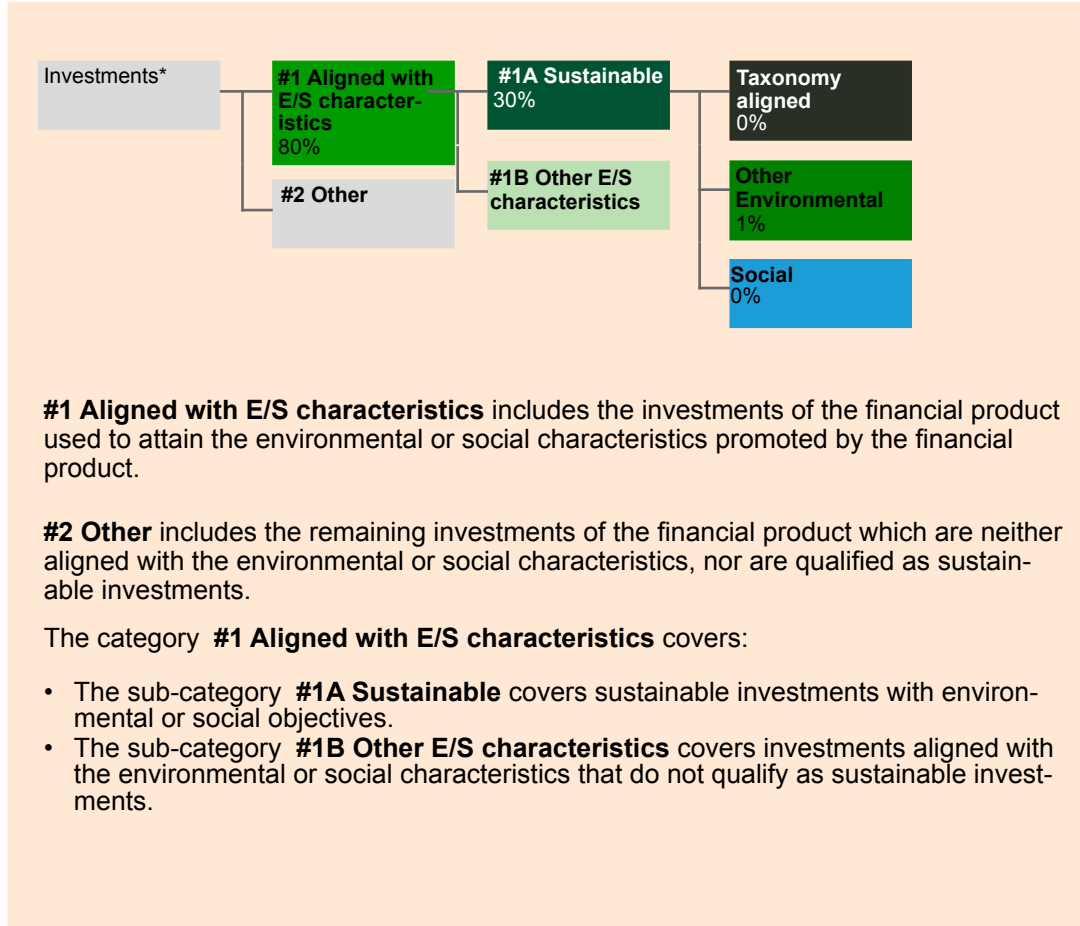 Investments*
#1 Aligned with
E/S character-
istics
80%
#2 Other
#1A Sustainable
30%
#1B Other E/S
characteristics
Taxonomy
aligned
0%
Other
Environmental
1%
Social
0%
#1 Aligned with E/S characteristics includes the investments of the financial product
used to attain the environmental or social characteristics promoted by the financial
product.
#2 Other includes the remaining investments of the financial product which are neither
aligned with the environmental or social characteristics, nor are qualified as sustain-
able investments.
The category #1 Aligned with E/S characteristics covers:
• The sub-category #1A Sustainable covers sustainable investments with environ-
mental or social objectives.
• The sub-category #1B Other E/S characteristics covers investments aligned with
the environmental or social characteristics that do not qualify as sustainable invest-
ments.